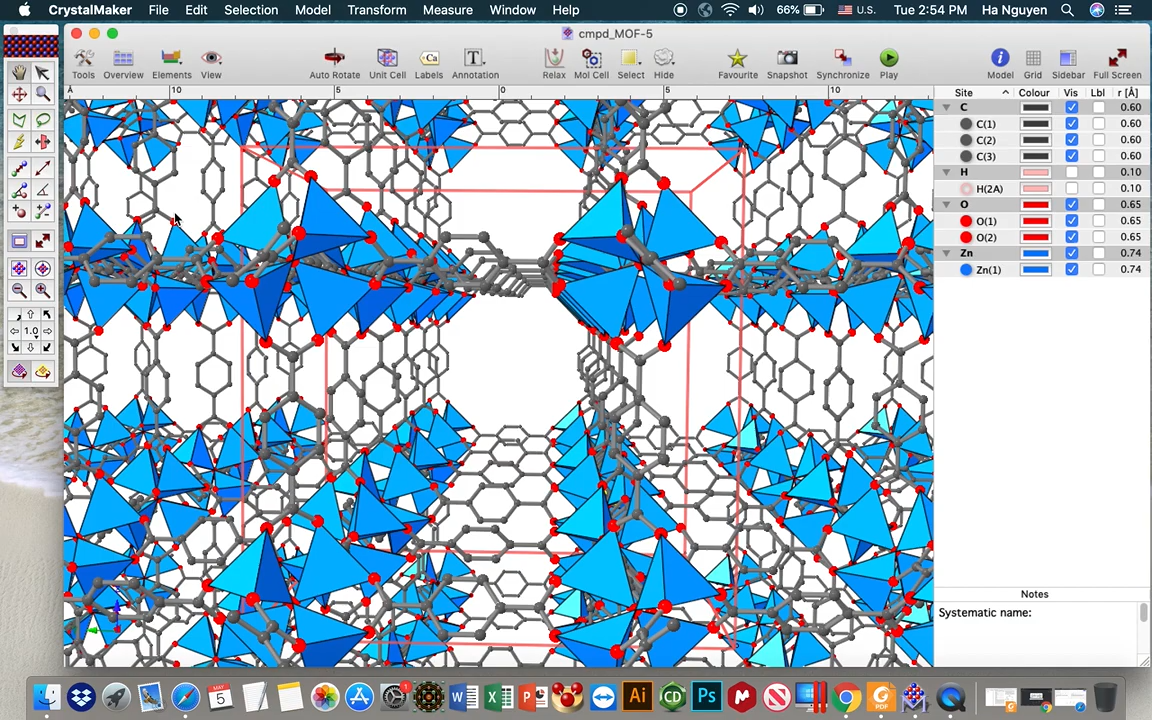 CrystalMaker File Edit Selection Model Transform Measure Window Help 66% U.S. Tue 2:54 PM Ha Nguyen
cmpd_MOF-5
Tools Overview Elements View Auto Rotate Unit Cell Labels Annotation Relax Mol Cell Select Hide Favourite Snapshot Synchronize Play Model Grid Sidebar Full Screen
Å 10 5 0 5 10
Site Colour Vis Lbl r [Å]
C 0.60
C(1) 0.60
C(2) 0.60
C(3) 0.60
H 0.10
H(2A) 0.10
O 0.65
O(1) 0.65
O(2) 0.65
Zn 0.74
Zn(1) 0.74
1.0
Notes
Systematic name: